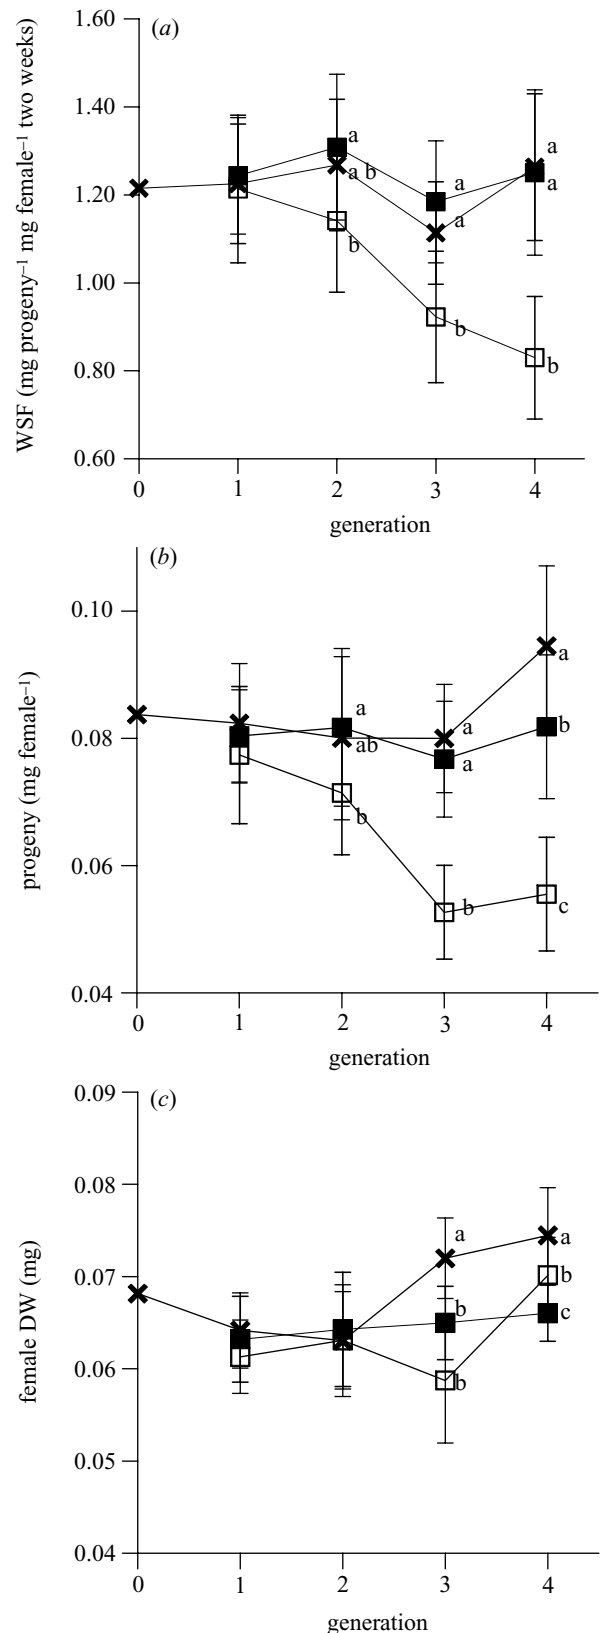 (a)
WSF (mg progeny⁻¹ mg female⁻¹ two weeks)
1.60
1.40
1.20
1.00
0.80
0.60
a
a b
b
a
a
b
a
a
b
0 1 2 3 4
generation
(b)
progeny (mg female⁻¹)
0.10
0.08
0.06
0.04
a
ab
b
a
a
b
a
b
c
0 1 2 3 4
generation
(c)
female DW (mg)
0.09
0.08
0.07
0.06
0.05
0.04
a
b
b
a
b
c
0 1 2 3 4
generation